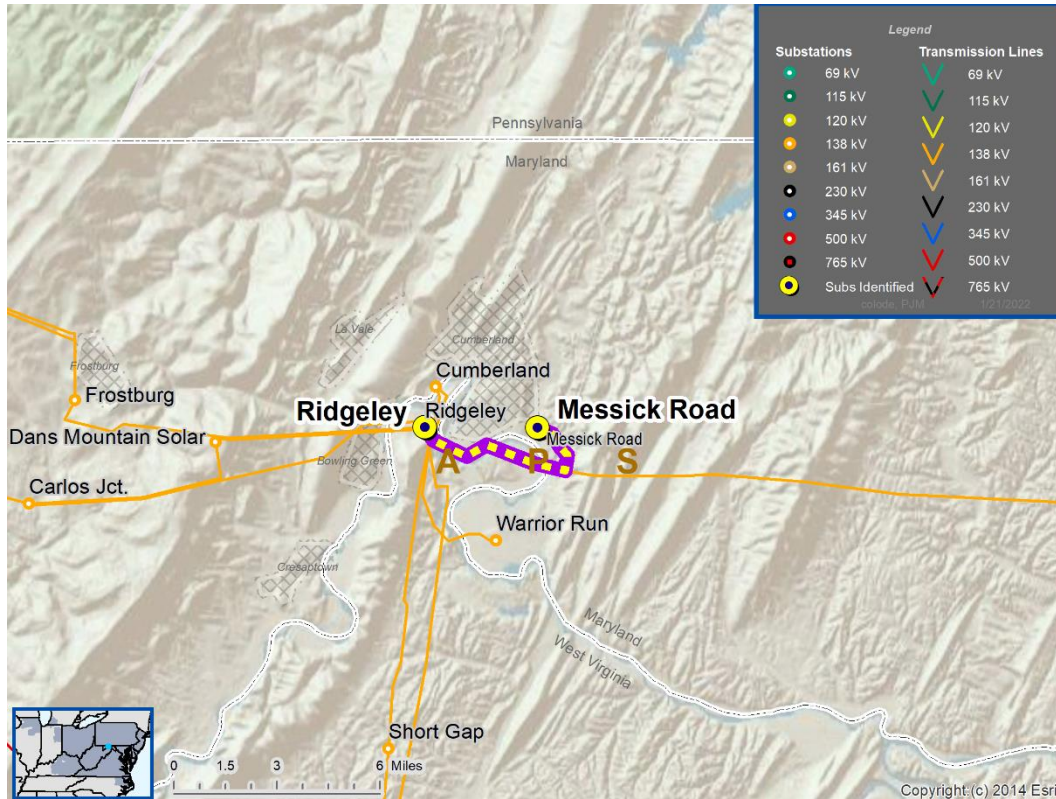 Legend
Substations
Transmission Lines
69 kV
69 kV
115 kV
115 kV
120 kV
120 kV
138 kV
138 kV
161 kV
161 kV
230 kV
230 kV
345 kV
345 kV
500 kV
500 kV
765 kV
765 kV
Subs Identified
colode, PJM
1/21/2022
Pennsylvania
Maryland
La Vale
Cumberland
Frostburg
Cumberland
Frostburg
Ridgeley
Ridgeley
Messick Road
Messick Road
Dans Mountain Solar
Bowling Green
A P S
Carlos Jct.
Warrior Run
Cresaptown
Maryland
West Virginia
Short Gap
0 1.5 3 6 Miles
Copyright:(c) 2014 Esri